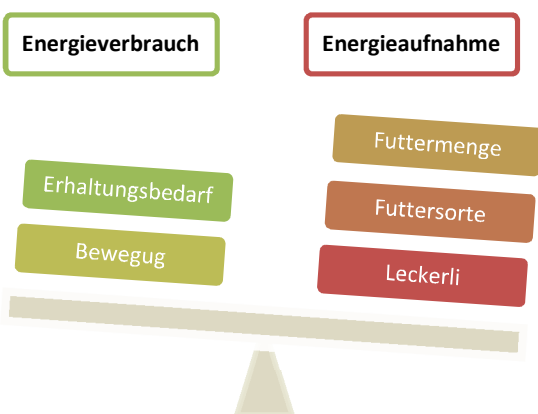 Energieverbrauch
Energieaufnahme
Erhaltungsbedarf
Bewegug
Futtermenge
Futtersorte
Leckerli